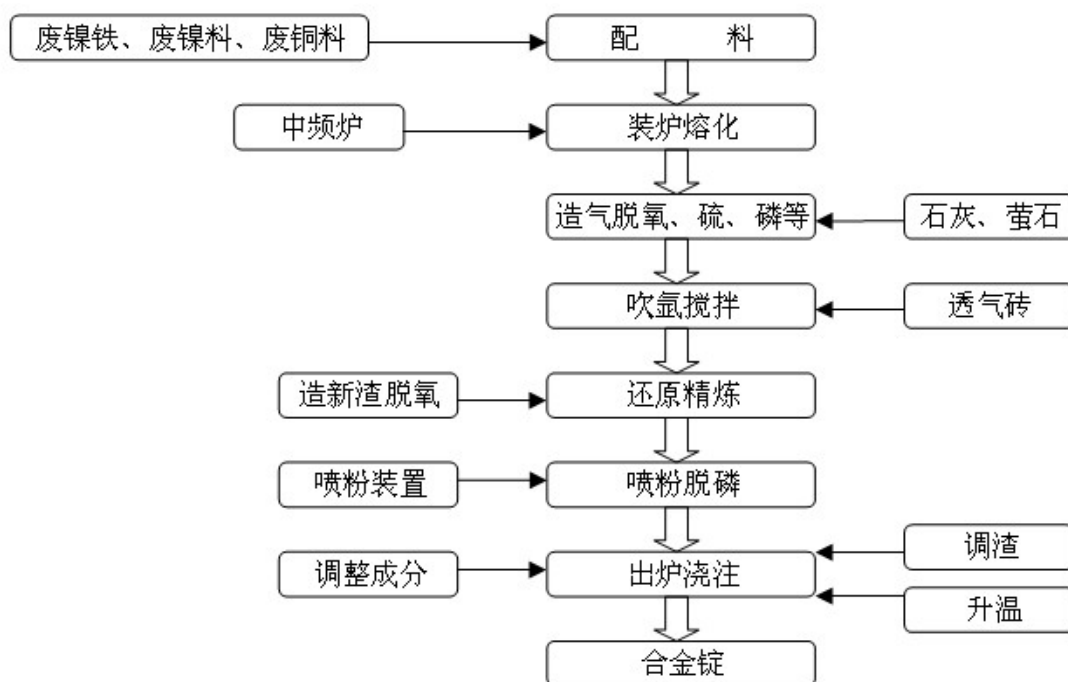 废镍铁、废镍料、废铜料
配 料
中频炉
装炉熔化
造气脱氧、硫、磷等
石灰、萤石
吹氩搅拌
透气砖
造新渣脱氧
还原精炼
喷粉装置
喷粉脱磷
调渣
调整成分
出炉浇注
升温
合金锭